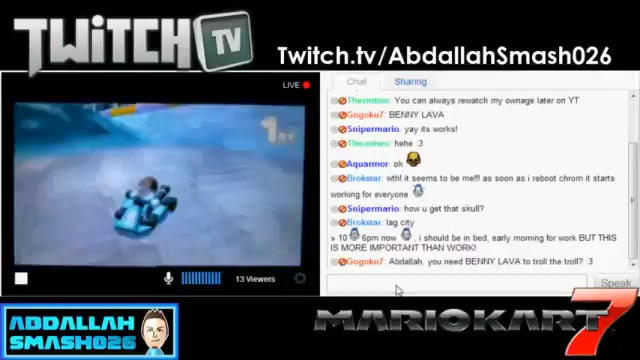 TWITCH TV
Twitch.tv/AbdallahSmash026
LIVE
Chat
Sharing
Thermtwo: You can always rewatch my ownage later on YT
Gogoku7: BENNY LAVA
Snipermario: yay its works!
hehe :3
Aquarmor: ok
Brokstar: wth! it seems to be me!!! as soon as i reboot chrom it starts
working for everyone
Snipermario: how u get that skull?
Brokstar: lag city
» 10 6pm now , i should be in bed, early morning for work BUT THIS
IS MORE IMPORTANT THAN WORK!
Gogoku7: Abdallah, you need BENNY LAVA to troll the troller? :3
13 Viewers
Speak
ABDALLAH
SMASH026
MARIOKART 7